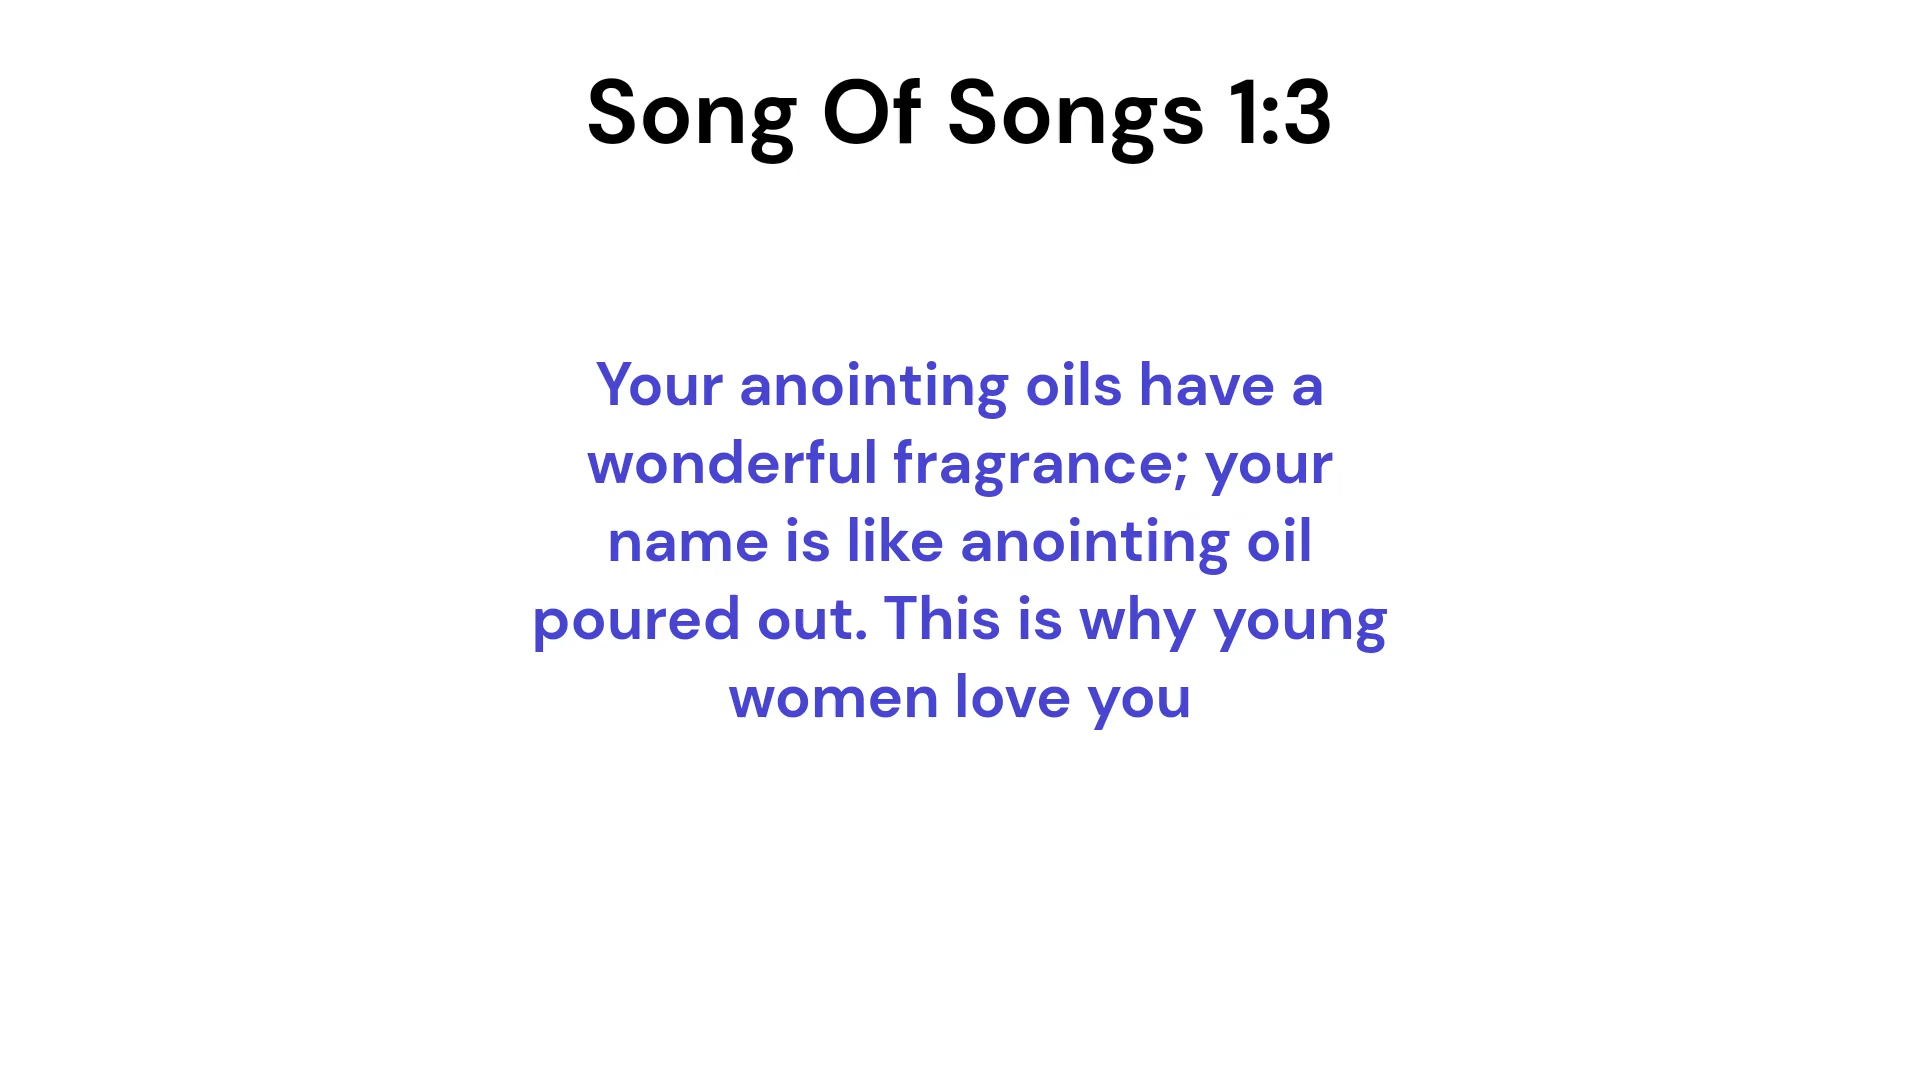 Song Of Songs 1:3
Your anointing oils have a
wonderful fragrance; your
name is like anointing oil
poured out. This is why young
women love you